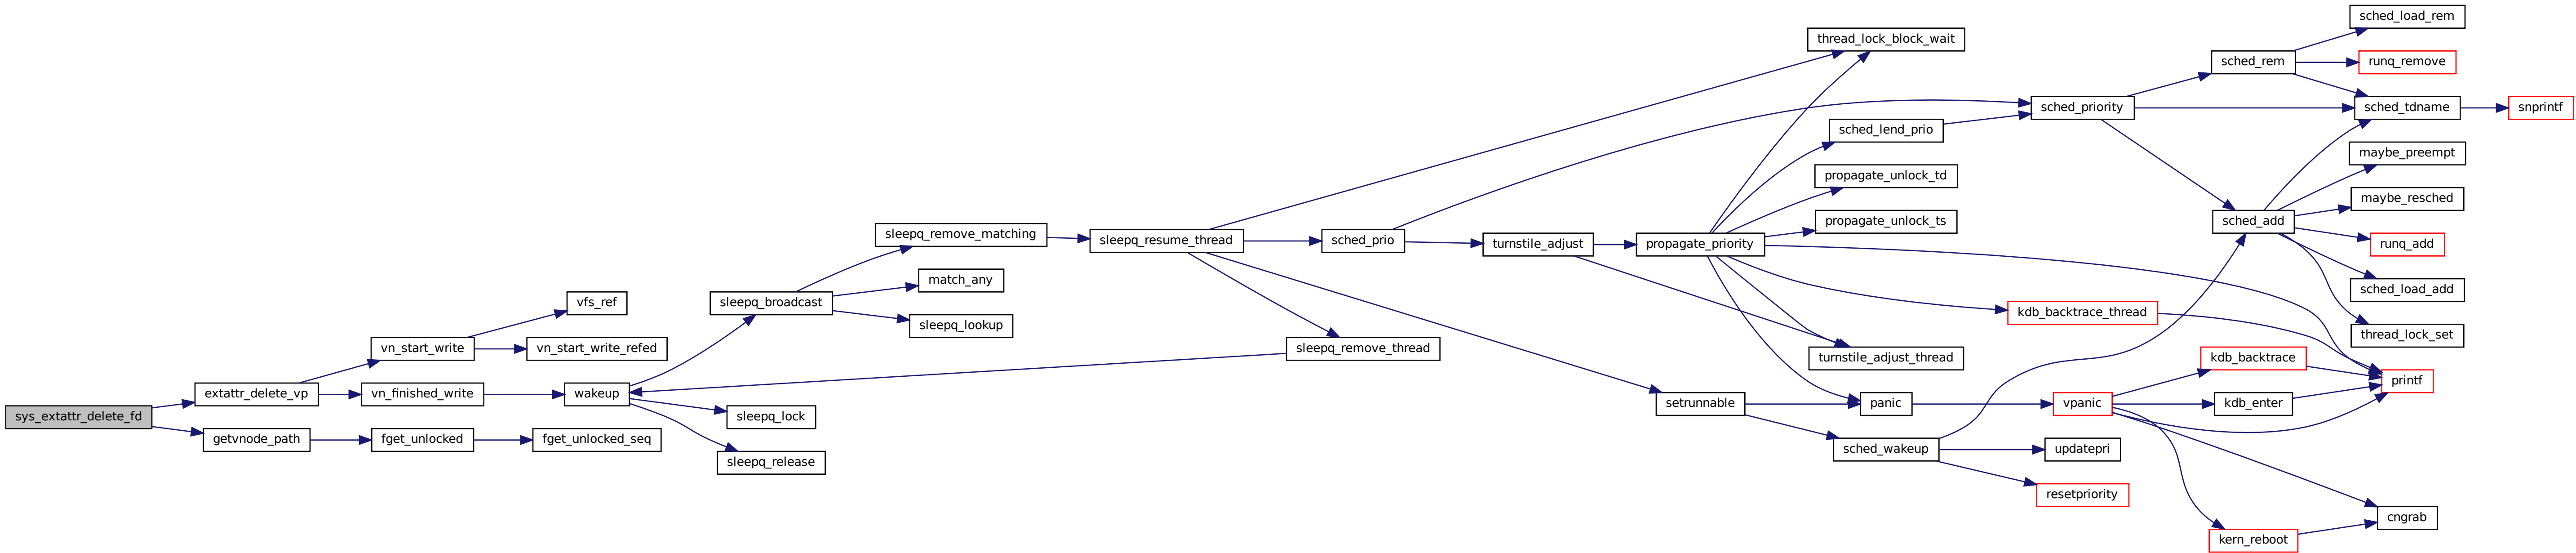 sys_extattr_delete_fd
extattr_delete_vp
getvnode_path
vn_start_write
vn_finished_write
fget_unlocked
vfs_ref
vn_start_write_refed
wakeup
fget_unlocked_seq
sleepq_broadcast
sleepq_lock
sleepq_release
sleepq_remove_matching
match_any
sleepq_lookup
sleepq_resume_thread
sched_prio
sleepq_remove_thread
turnstile_adjust
propagate_priority
setrunnable
thread_lock_block_wait
sched_lend_prio
propagate_unlock_td
propagate_unlock_ts
turnstile_adjust_thread
panic
sched_wakeup
sched_priority
kdb_backtrace_thread
vpanic
updatepri
resetpriority
sched_rem
sched_add
kdb_backtrace
kdb_enter
kern_reboot
sched_load_rem
runq_remove
sched_tdname
maybe_preempt
maybe_resched
runq_add
sched_load_add
thread_lock_set
printf
cngrab
snprintf